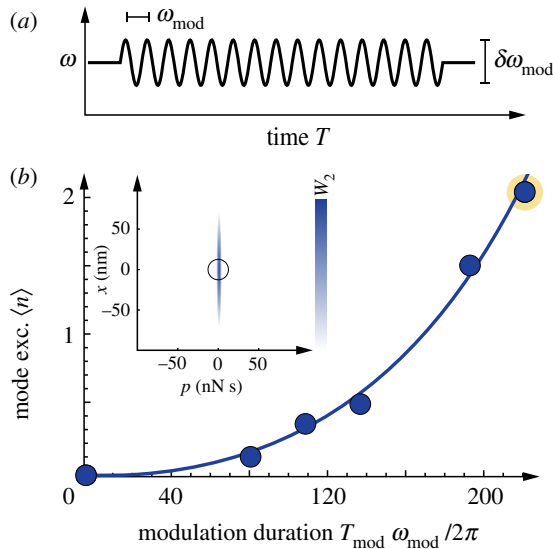 (a)
ω_mod
ω
δω_mod
time T
(b)
2
1
0
mode exc. ⟨n⟩
50
0
−50
x (nm)
−50 0 50
p (nN s)
W₂
40 120 200
modulation duration T_mod ω_mod /2π